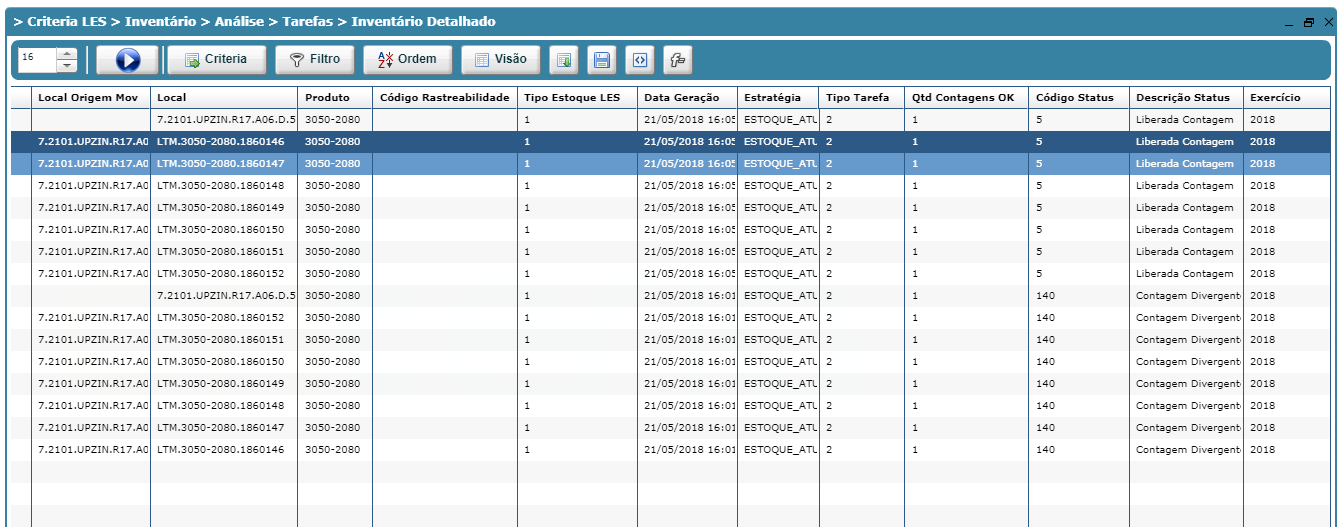 > Criteria LES > Inventário > Análise > Tarefas > Inventário Detalhado
16 Criteria Filtro Ordem Visão
Local Origem Mov Local Produto Código Rastreabilidade Tipo Estoque LES Data Geração Estratégia Tipo Tarefa Qtd Contagens OK Código Status Descrição Status Exercício
7.2101.UPZIN.R17.A06.D.5 3050-2080 1 21/05/2018 16:05 ESTOQUE_ATU 2 1 5 Liberada Contagem 2018
7.2101.UPZIN.R17.A0 LTM.3050-2080.1860146 3050-2080 1 21/05/2018 16:05 ESTOQUE_ATU 2 1 5 Liberada Contagem 2018
7.2101.UPZIN.R17.A0 LTM.3050-2080.1860147 3050-2080 1 21/05/2018 16:05 ESTOQUE_ATU 2 1 5 Liberada Contagem 2018
7.2101.UPZIN.R17.A0 LTM.3050-2080.1860148 3050-2080 1 21/05/2018 16:05 ESTOQUE_ATU 2 1 5 Liberada Contagem 2018
7.2101.UPZIN.R17.A0 LTM.3050-2080.1860149 3050-2080 1 21/05/2018 16:05 ESTOQUE_ATU 2 1 5 Liberada Contagem 2018
7.2101.UPZIN.R17.A0 LTM.3050-2080.1860150 3050-2080 1 21/05/2018 16:05 ESTOQUE_ATU 2 1 5 Liberada Contagem 2018
7.2101.UPZIN.R17.A0 LTM.3050-2080.1860151 3050-2080 1 21/05/2018 16:05 ESTOQUE_ATU 2 1 5 Liberada Contagem 2018
7.2101.UPZIN.R17.A0 LTM.3050-2080.1860152 3050-2080 1 21/05/2018 16:05 ESTOQUE_ATU 2 1 5 Liberada Contagem 2018
7.2101.UPZIN.R17.A06.D.5 3050-2080 1 21/05/2018 16:01 ESTOQUE_ATU 2 1 140 Contagem Divergent 2018
7.2101.UPZIN.R17.A0 LTM.3050-2080.1860152 3050-2080 1 21/05/2018 16:01 ESTOQUE_ATU 2 1 140 Contagem Divergent 2018
7.2101.UPZIN.R17.A0 LTM.3050-2080.1860151 3050-2080 1 21/05/2018 16:01 ESTOQUE_ATU 2 1 140 Contagem Divergent 2018
7.2101.UPZIN.R17.A0 LTM.3050-2080.1860150 3050-2080 1 21/05/2018 16:01 ESTOQUE_ATU 2 1 140 Contagem Divergent 2018
7.2101.UPZIN.R17.A0 LTM.3050-2080.1860149 3050-2080 1 21/05/2018 16:01 ESTOQUE_ATU 2 1 140 Contagem Divergent 2018
7.2101.UPZIN.R17.A0 LTM.3050-2080.1860148 3050-2080 1 21/05/2018 16:01 ESTOQUE_ATU 2 1 140 Contagem Divergent 2018
7.2101.UPZIN.R17.A0 LTM.3050-2080.1860147 3050-2080 1 21/05/2018 16:01 ESTOQUE_ATU 2 1 140 Contagem Divergent 2018
7.2101.UPZIN.R17.A0 LTM.3050-2080.1860146 3050-2080 1 21/05/2018 16:01 ESTOQUE_ATU 2 1 140 Contagem Divergent 2018